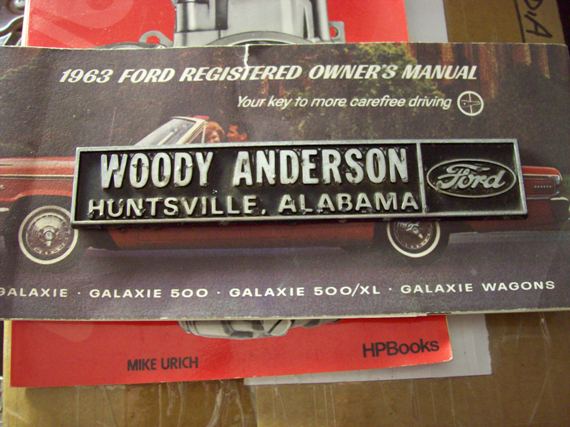 1963 FORD REGISTERED OWNER'S MANUAL
Your key to more carefree driving
WOODY ANDERSON
HUNTSVILLE, ALABAMA
Ford
GALAXIE · GALAXIE 500 · GALAXIE 500/XL · GALAXIE WAGONS
MIKE URICH
HPBooks